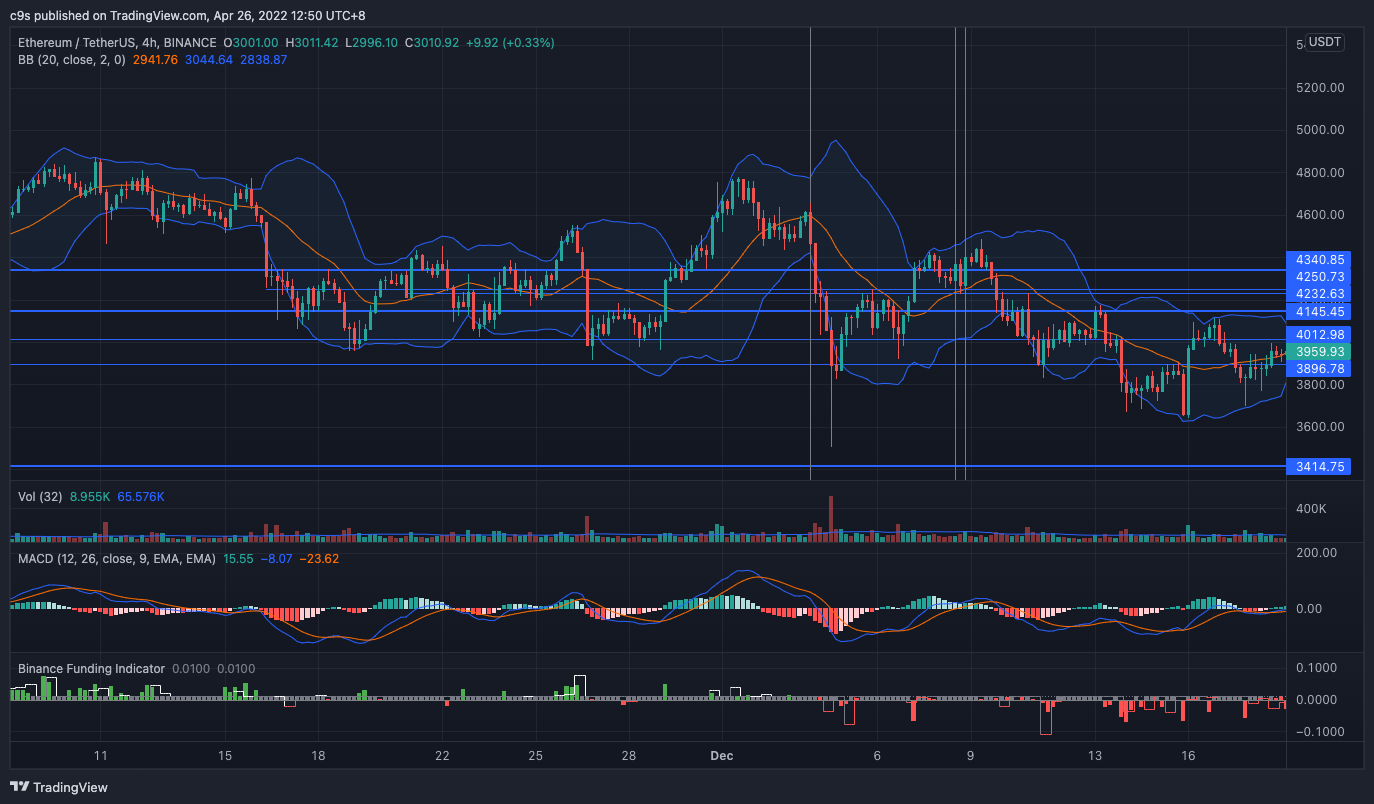 c9s published on TradingView.com, Apr 26, 2022 12:50 UTC+8
Ethereum / TetherUS, 4h, BINANCE O3001.00 H3011.42 L2996.10 C3010.92 +9.92 (+0.33%)
BB (20, close, 2, 0) 2941.76 3044.64 2838.87
USDT
5200.00
5000.00
4800.00
4600.00
4340.85
4250.73
4232.63
4145.45
4012.98
3959.93
3896.78
3800.00
3600.00
3414.75
Vol (32) 8.955K 65.576K
400K
MACD (12, 26, close, 9, EMA, EMA) 15.55 −8.07 −23.62
200.00
0.00
Binance Funding Indicator 0.0100 0.0100
0.1000
0.0000
−0.1000
11 15 18 22 25 28 Dec 6 9 13 16
TradingView